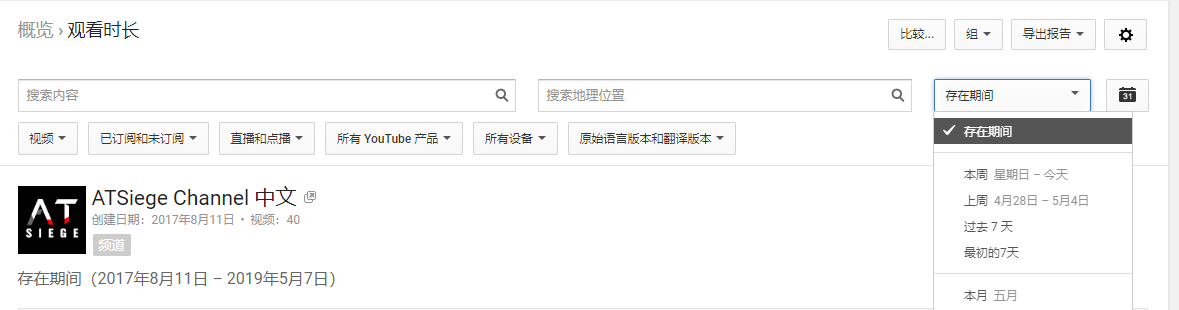 概览 › 观看时长
比较...
组
导出报告
搜索内容
搜索地理位置
存在期间
31
视频
已订阅和未订阅
直播和点播
所有 YouTube 产品
所有设备
原始语言版本和翻译版本
存在期间
本周 星期日 – 今天
上周 4月28日 – 5月4日
过去 7 天
最初的7天
本月 五月
AT
SIEGE
ATSiege Channel 中文
创建日期：2017年8月11日 • 视频：40
频道
存在期间（2017年8月11日 – 2019年5月7日）